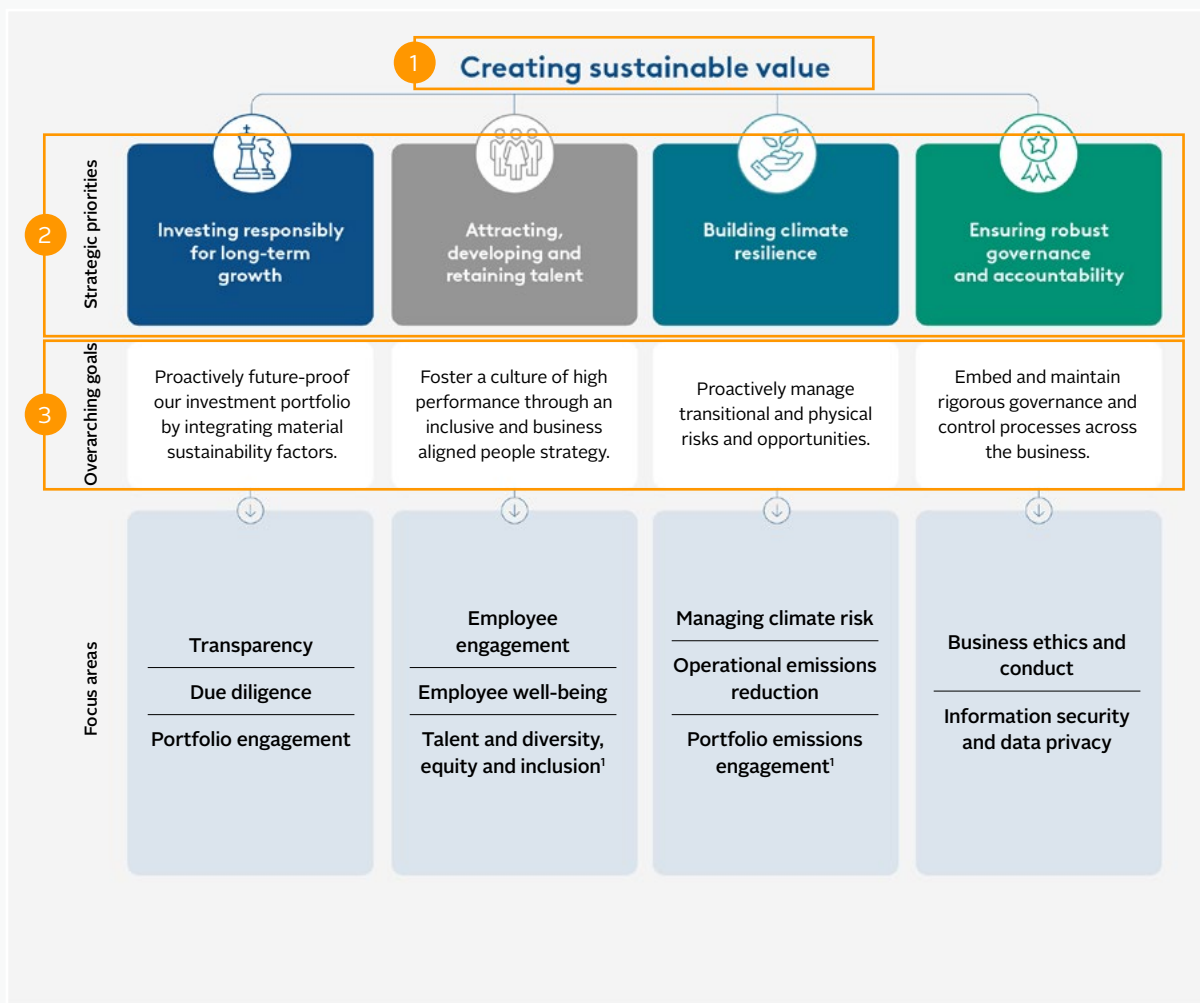 1
Creating sustainable value
2
Strategic priorities
Investing responsibly
for long-term
growth
Attracting,
developing and
retaining talent
Building climate
resilience
Ensuring robust
governance
and accountability
3
Overarching goals
Proactively future-proof
our investment portfolio
by integrating material
sustainability factors.
Foster a culture of high
performance through an
inclusive and business
aligned people strategy.
Proactively manage
transitional and physical
risks and opportunities.
Embed and maintain
rigorous governance and
control processes across
the business.
Focus areas
Transparency
Due diligence
Portfolio engagement
Employee
engagement
Employee well-being
Talent and diversity,
equity and inclusion¹
Managing climate risk
Operational emissions
reduction
Portfolio emissions
engagement¹
Business ethics and
conduct
Information security
and data privacy